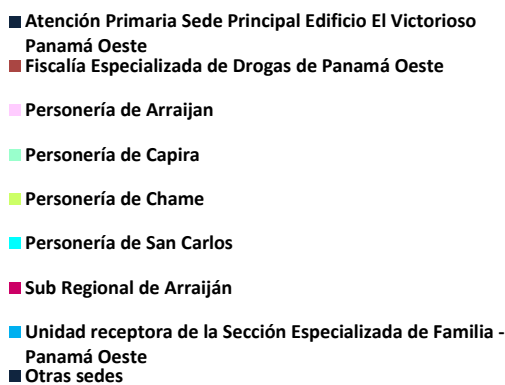 Atención Primaria Sede Principal Edificio El Victorioso
Panamá Oeste
Fiscalía Especializada de Drogas de Panamá Oeste
Personería de Arraijan
Personería de Capira
Personería de Chame
Personería de San Carlos
Sub Regional de Arraiján
Unidad receptora de la Sección Especializada de Familia -
Panamá Oeste
Otras sedes